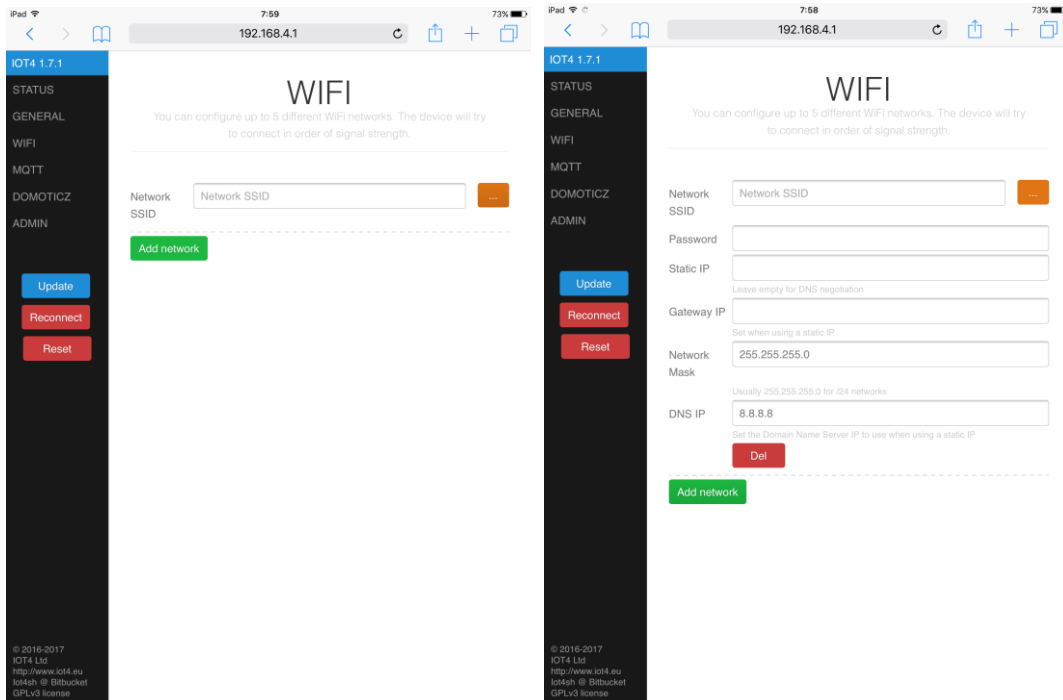 iPad
7:59
73%
192.168.4.1
IOT4 1.7.1
STATUS
GENERAL
WIFI
MQTT
DOMOTICZ
ADMIN
Update
Reconnect
Reset
© 2016-2017
IOT4 Ltd
http://www.iot4.eu
Iot4sh @ Bitbucket
GPLv3 license
WIFI
You can configure up to 5 different WiFi networks. The device will try
to connect in order of signal strength.
Network
SSID
Network SSID
...
Add network
iPad
7:58
73%
192.168.4.1
IOT4 1.7.1
STATUS
GENERAL
WIFI
MQTT
DOMOTICZ
ADMIN
Update
Reconnect
Reset
© 2016-2017
IOT4 Ltd
http://www.iot4.eu
Iot4sh @ Bitbucket
GPLv3 license
WIFI
You can configure up to 5 different WiFi networks. The device will try
to connect in order of signal strength.
Network
SSID
Network SSID
...
Password
Static IP
Leave empty for DNS negotiation
Gateway IP
Set when using a static IP
Network
Mask
255.255.255.0
Usually 255.255.255.0 for /24 networks
DNS IP
8.8.8.8
Set the Domain Name Server IP to use when using a static IP
Del
Add network